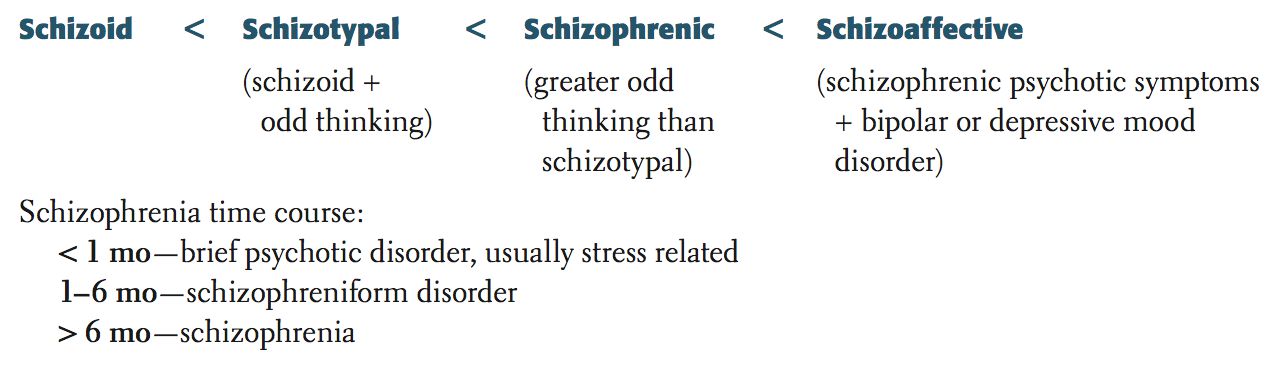 Schizoid < Schizotypal < Schizophrenic < Schizoaffective
(schizoid + odd thinking)
(greater odd thinking than schizotypal)
(schizophrenic psychotic symptoms + bipolar or depressive mood disorder)
Schizophrenia time course:
< 1 mo—brief psychotic disorder, usually stress related
1–6 mo—schizophreniform disorder
> 6 mo—schizophrenia